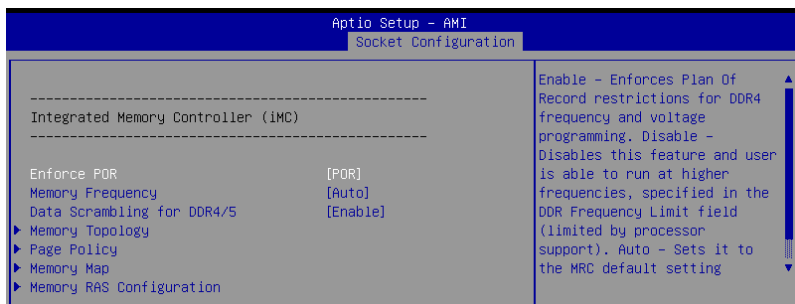 Aptio Setup – AMI
Socket Configuration
------------------------------------------------
Integrated Memory Controller (iMC)
------------------------------------------------
Enforce POR [POR]
Memory Frequency [Auto]
Data Scrambling for DDR4/5 [Enable]
Memory Topology
Page Policy
Memory Map
Memory RAS Configuration
Enable – Enforces Plan Of
Record restrictions for DDR4
frequency and voltage
programming. Disable –
Disables this feature and user
is able to run at higher
frequencies, specified in the
DDR Frequency Limit field
(limited by processor
support). Auto – Sets it to
the MRC default setting